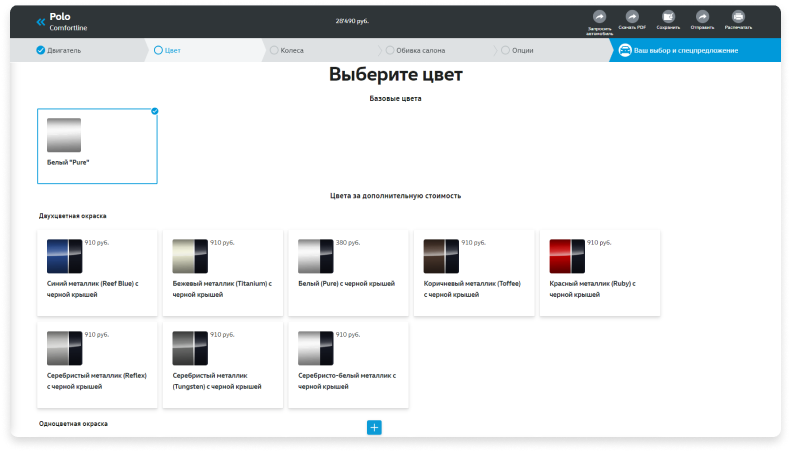 Polo
Comfortline
28'490 руб.
Запросить
автомобиль
Скачать PDF
Сохранить
Отправить
Распечатать
Двигатель
Цвет
Колеса
Обивка салона
Опции
Ваш выбор и спецпредложение
Выберите цвет
Базовые цвета
Белый "Pure"
Цвета за дополнительную стоимость
Двухцветная окраска
910 руб.
Синий металлик (Reef Blue) с
черной крышей
910 руб.
Бежевый металлик (Titanium) с
черной крышей
380 руб.
Белый (Pure) с черной крышей
910 руб.
Коричневый металлик (Toffee)
с черной крышей
910 руб.
Красный металлик (Ruby) с
черной крышей
910 руб.
Серебристый металлик (Reflex)
с черной крышей
910 руб.
Серебристый металлик
(Tungsten) с черной крышей
910 руб.
Серебристо-белый металлик с
черной крышей
Одноцветная окраска